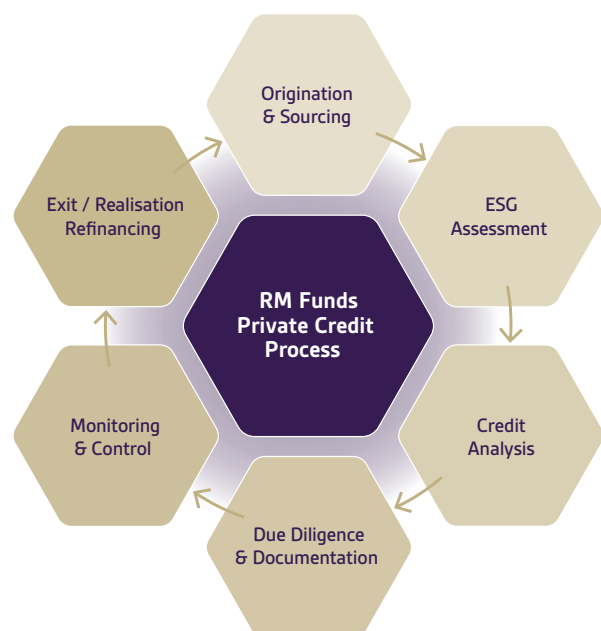 Origination
& Sourcing
ESG
Assessment
Credit
Analysis
Due Diligence
& Documentation
Monitoring
& Control
Exit / Realisation
Refinancing
RM Funds
Private Credit
Process